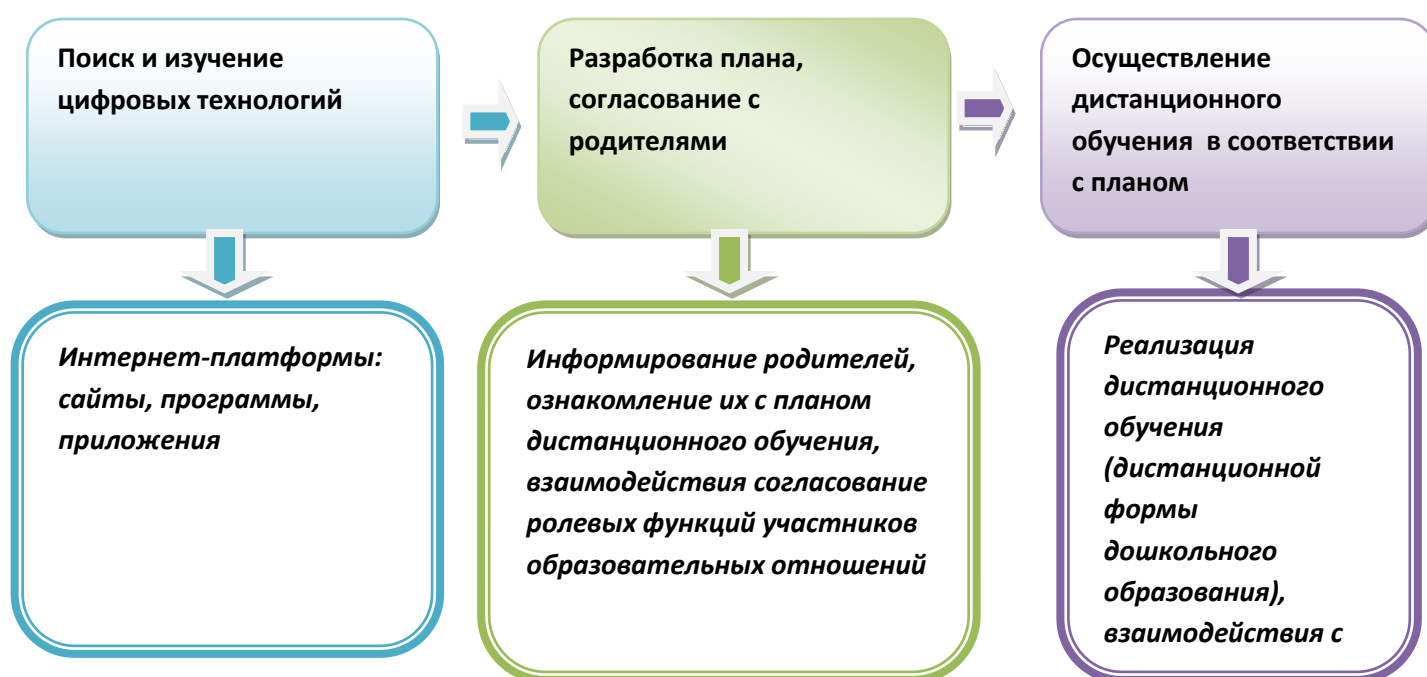 Поиск и изучение
цифровых технологий
Разработка плана,
согласование с
родителями
Осуществление
дистанционного
обучения в соответствии
с планом
Интернет-платформы:
сайты, программы,
приложения
Информирование родителей,
ознакомление их с планом
дистанционного обучения,
взаимодействия согласование
ролевых функций участников
образовательных отношений
Реализация
дистанционного
обучения
(дистанционной
формы
дошкольного
образования),
взаимодействия с